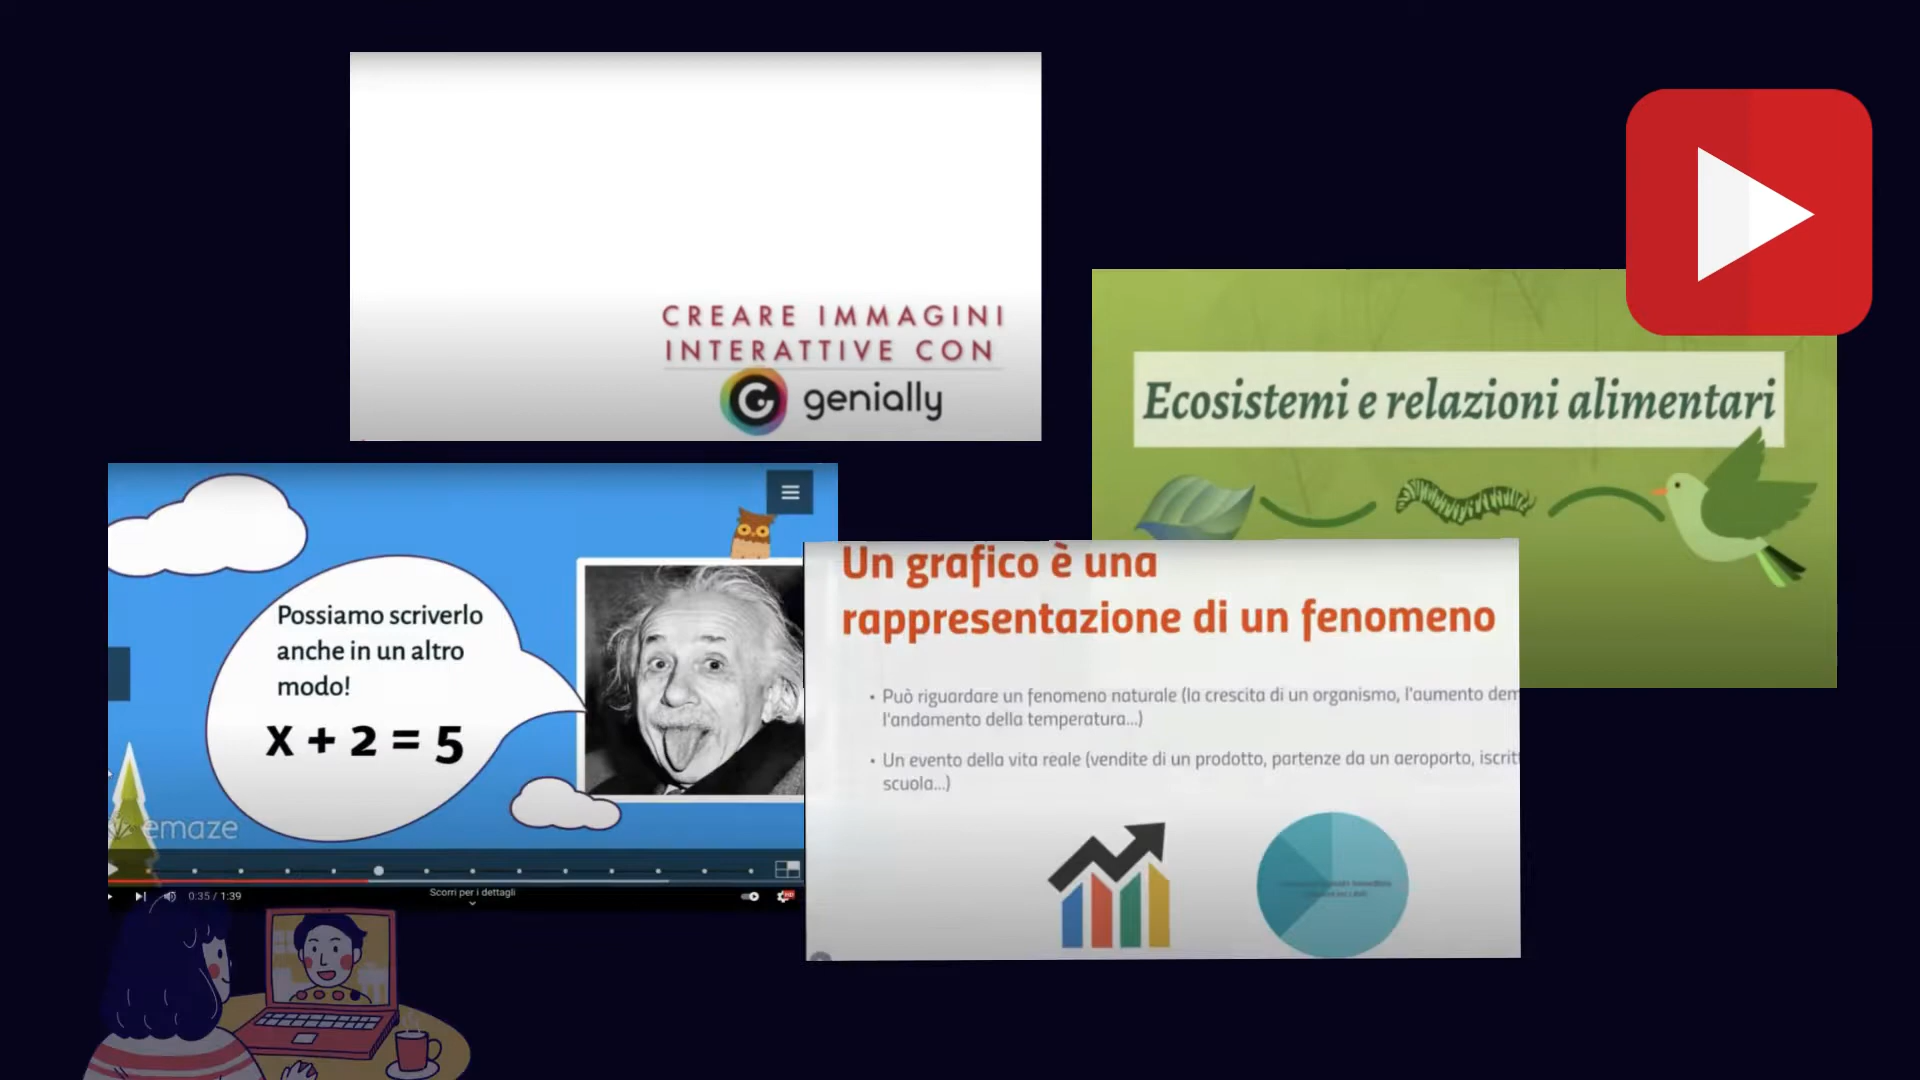 CREARE IMMAGINI
INTERATTIVE CON
genially
Ecosistemi e relazioni alimentari
Possiamo scriverlo
anche in un altro
modo!
x + 2 = 5
emaze
0:35 / 1:39
Scorri per i dettagli
HD
Un grafico è una
rappresentazione di un fenomeno
• Può riguardare un fenomeno naturale (la crescita di un organismo, l'aumento dem
l'andamento della temperatura...)
• Un evento della vita reale (vendite di un prodotto, partenze da un aeroporto, iscritt
scuola...)